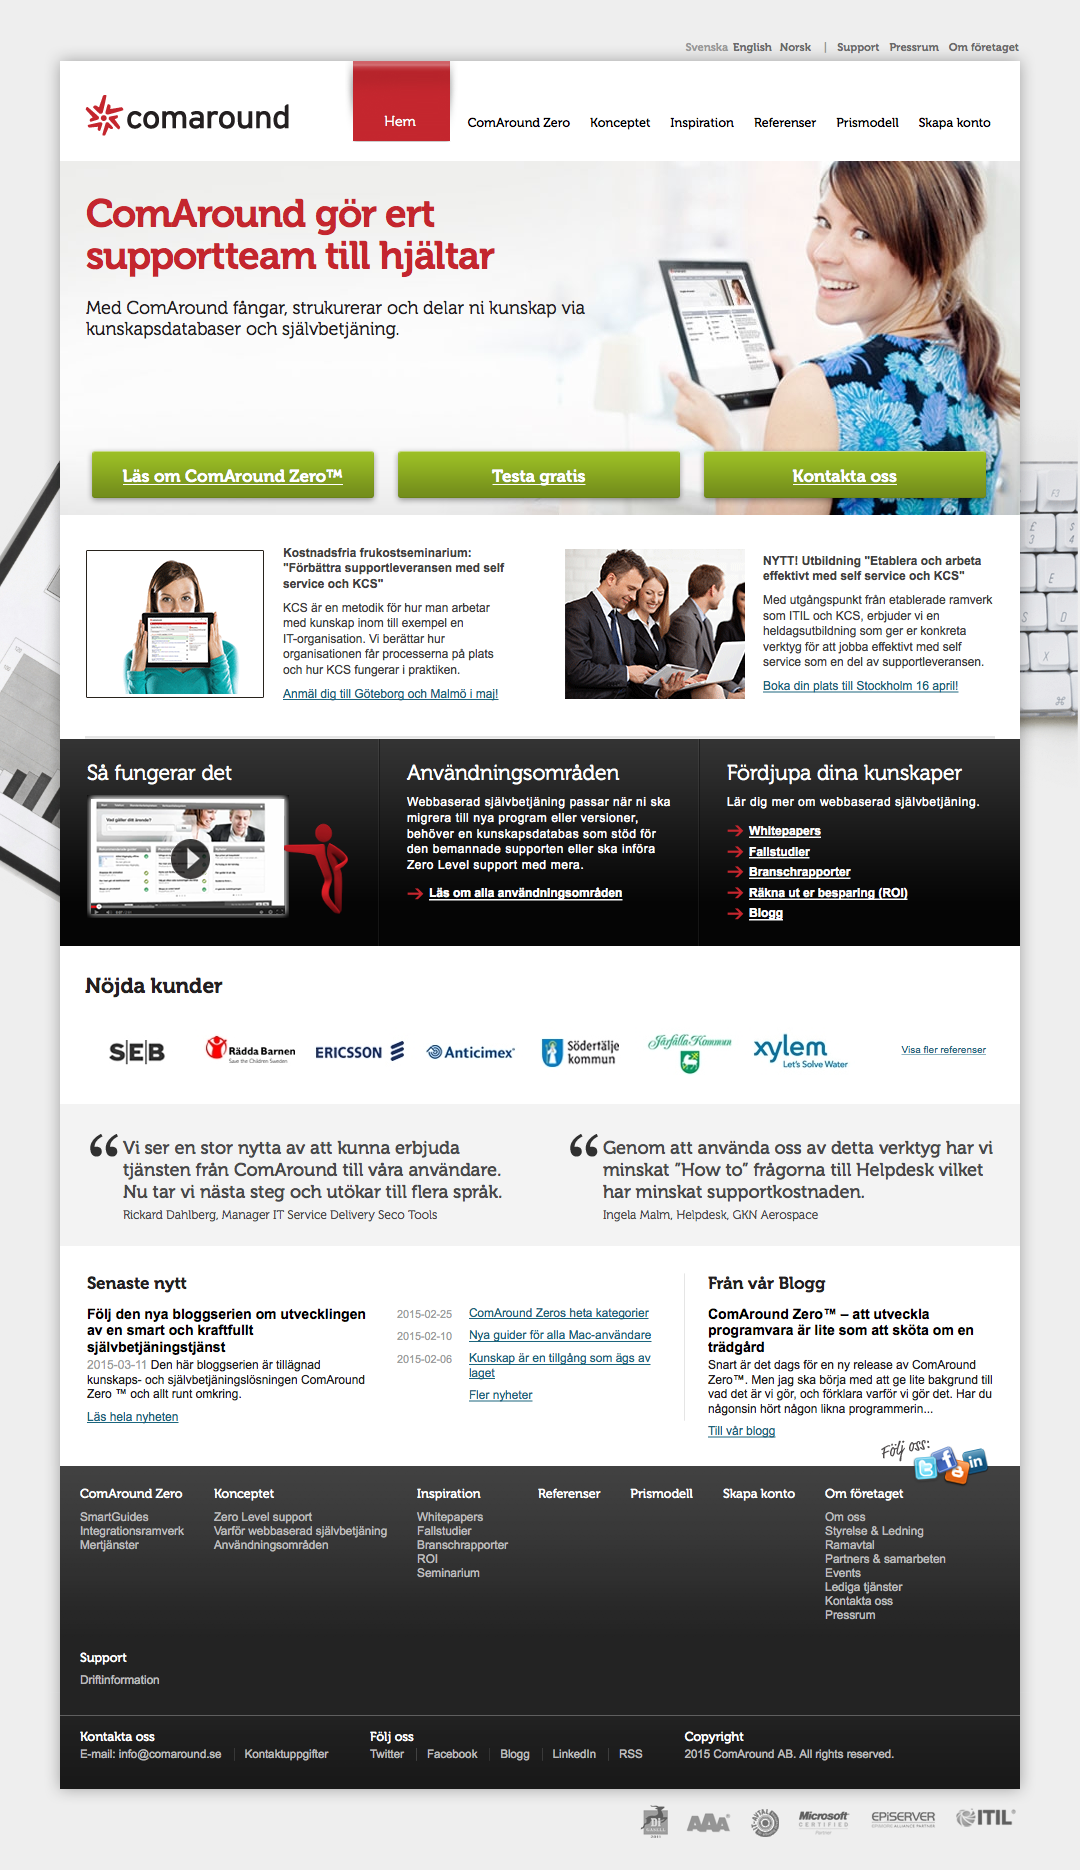 Svenska English Norsk | Support Pressrum Om företaget
comaround
Hem
ComAround Zero Konceptet Inspiration Referenser Prismodell Skapa konto
ComAround gör ert
supportteam till hjältar
Med ComAround fångar, strukurerar och delar ni kunskap via
kunskapsdatabaser och självbetjäning.
Läs om ComAround Zero™
Testa gratis
Kontakta oss
Kostnadsfria frukostseminarium:
"Förbättra supportleveransen med self
service och KCS"
KCS är en metodik för hur man arbetar
med kunskap inom till exempel en
IT-organisation. Vi berättar hur
organisationen får processerna på plats
och hur KCS fungerar i praktiken.
Anmäl dig till Göteborg och Malmö i maj!
NYTT! Utbildning "Etablera och arbeta
effektivt med self service och KCS"
Med utgångspunkt från etablerade ramverk
som ITIL och KCS, erbjuder vi en
heldagsutbildning som ger er konkreta
verktyg för att jobba effektivt med self
service som en del av supportleveransen.
Boka din plats till Stockholm 16 april!
Så fungerar det
Vad gäller ditt ärende?
Användningsområden
Webbaserad självbetjäning passar när ni ska
migrera till nya program eller versioner,
behöver en kunskapsdatabas som stöd för
den bemannade supporten eller ska införa
Zero Level support med mera.
Läs om alla användningsområden
Fördjupa dina kunskaper
Lär dig mer om webbaserad självbetjäning.
Whitepapers
Fallstudier
Branschrapporter
Räkna ut er besparing (ROI)
Blogg
Nöjda kunder
SEB
Rädda Barnen
Save the Children Sweden
ERICSSON
Anticimex
Södertälje
kommun
Järfälla Kommun
xylem
Let's Solve Water
Visa fler referenser
“ Vi ser en stor nytta av att kunna erbjuda
tjänsten från ComAround till våra användare.
Nu tar vi nästa steg och utökar till flera språk.
Rickard Dahlberg, Manager IT Service Delivery Seco Tools
“ Genom att använda oss av detta verktyg har vi
minskat ”How to” frågorna till Helpdesk vilket
har minskat supportkostnaden.
Ingela Malm, Helpdesk, GKN Aerospace
Senaste nytt
Följ den nya bloggserien om utvecklingen
av en smart och kraftfullt
självbetjäningstjänst
2015-03-11 Den här bloggserien är tillägnad
kunskaps- och självbetjäningslösningen ComAround
Zero ™ och allt runt omkring.
Läs hela nyheten
2015-02-25 ComAround Zeros heta kategorier
2015-02-10 Nya guider för alla Mac-användare
2015-02-06 Kunskap är en tillgång som ägs av
laget
Fler nyheter
Från vår Blogg
ComAround Zero™ – att utveckla
programvara är lite som att sköta om en
trädgård
Snart är det dags för en ny release av ComAround
Zero™. Men jag ska börja med att ge lite bakgrund till
vad det är vi gör, och förklara varför vi gör det. Har du
någonsin hört någon likna programmerin...
Till vår blogg
Följ oss:
ComAround Zero
SmartGuides
Integrationsramverk
Mertjänster
Konceptet
Zero Level support
Varför webbaserad självbetjäning
Användningsområden
Inspiration
Whitepapers
Fallstudier
Branschrapporter
ROI
Seminarium
Referenser
Prismodell
Skapa konto
Om företaget
Om oss
Styrelse & Ledning
Ramavtal
Partners & samarbeten
Events
Lediga tjänster
Kontakta oss
Pressrum
Support
Driftinformation
Kontakta oss
E-mail: info@comaround.se | Kontaktuppgifter
Följ oss
Twitter | Facebook | Blogg | LinkedIn | RSS
Copyright
2015 ComAround AB. All rights reserved.
DI
GASELL
2011
AAA
AVTAL
Microsoft
CERTIFIED
Partner
EPISERVER
ITIL®